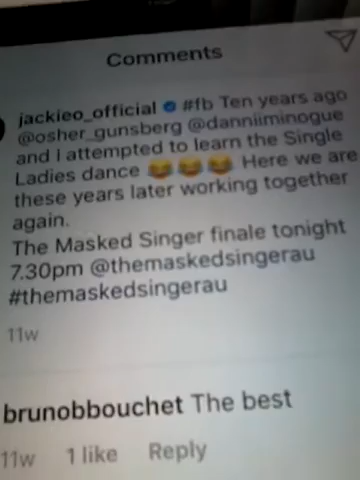 Comments
jackieo_official #fb Ten years ago
@osher_gunsberg @danniiminogue
and i attempted to learn the Single
Ladies dance 😂😂😂 Here we are
these years later working together
again.
The Masked Singer finale tonight
7.30pm @themaskedsingerau
#themaskedsingerau
11w
brunobbouchet The best
11w 1 like Reply